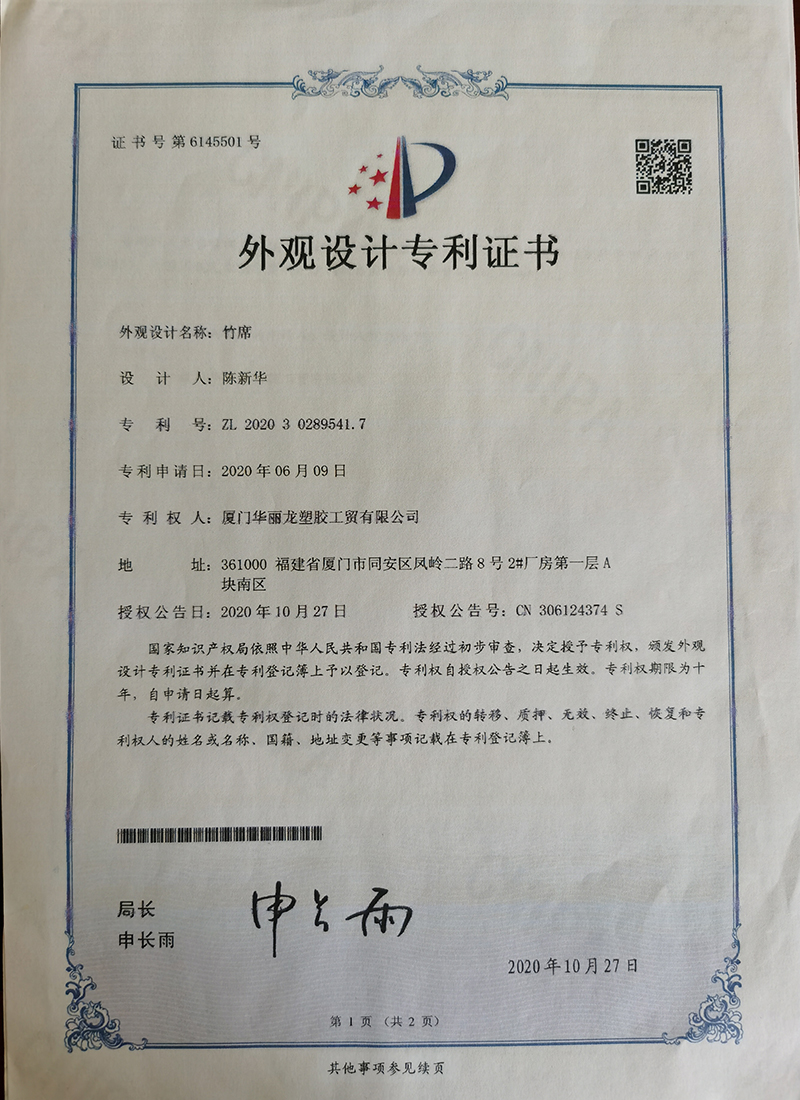 证书号第6145501号
外观设计专利证书
外观设计名称：竹席
设计人：陈新华
专利号：ZL 2020 3 0289541.7
专利申请日：2020年06月09日
专利权人：厦门华丽龙塑胶工贸有限公司
地址：361000 福建省厦门市同安区凤岭二路8号2#厂房第一层A
块南区
授权公告日：2020年10月27日 授权公告号：CN 306124374 S
国家知识产权局依照中华人民共和国专利法经过初步审查，决定授予专利权，颁发外观
设计专利证书并在专利登记簿上予以登记。专利权自授权公告之日起生效。专利权期限为十
年，自申请日起算。
专利证书记载专利权登记时的法律状况。专利权的转移、质押、无效、终止、恢复和专
利权人的姓名或名称、国籍、地址变更等事项记载在专利登记簿上。
局长
申长雨
申长雨
2020年10月27日
第1页（共2页）
其他事项参见续页